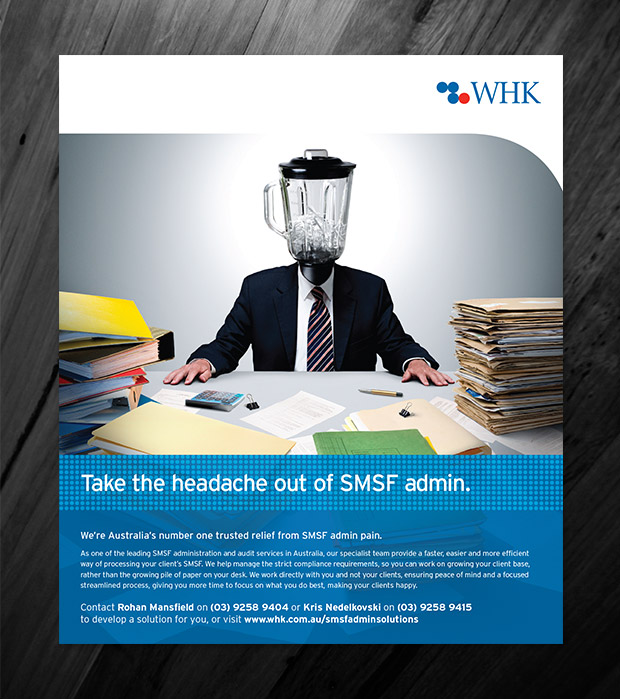 WHK
Take the headache out of SMSF admin.
We're Australia's number one trusted relief from SMSF admin pain.
As one of the leading SMSF administration and audit services in Australia, our specialist team provide a faster, easier and more efficient
way of processing your client's SMSF. We help manage the strict compliance requirements, so you can work on growing your client base,
rather than the growing pile of paper on your desk. We work directly with you and not your clients, ensuring peace of mind and a focused
streamlined process, giving you more time to focus on what you do best, making your clients happy.
Contact Rohan Mansfield on (03) 9258 9404 or Kris Nedelkovski on (03) 9258 9415
to develop a solution for you, or visit www.whk.com.au/smsfadminsolutions